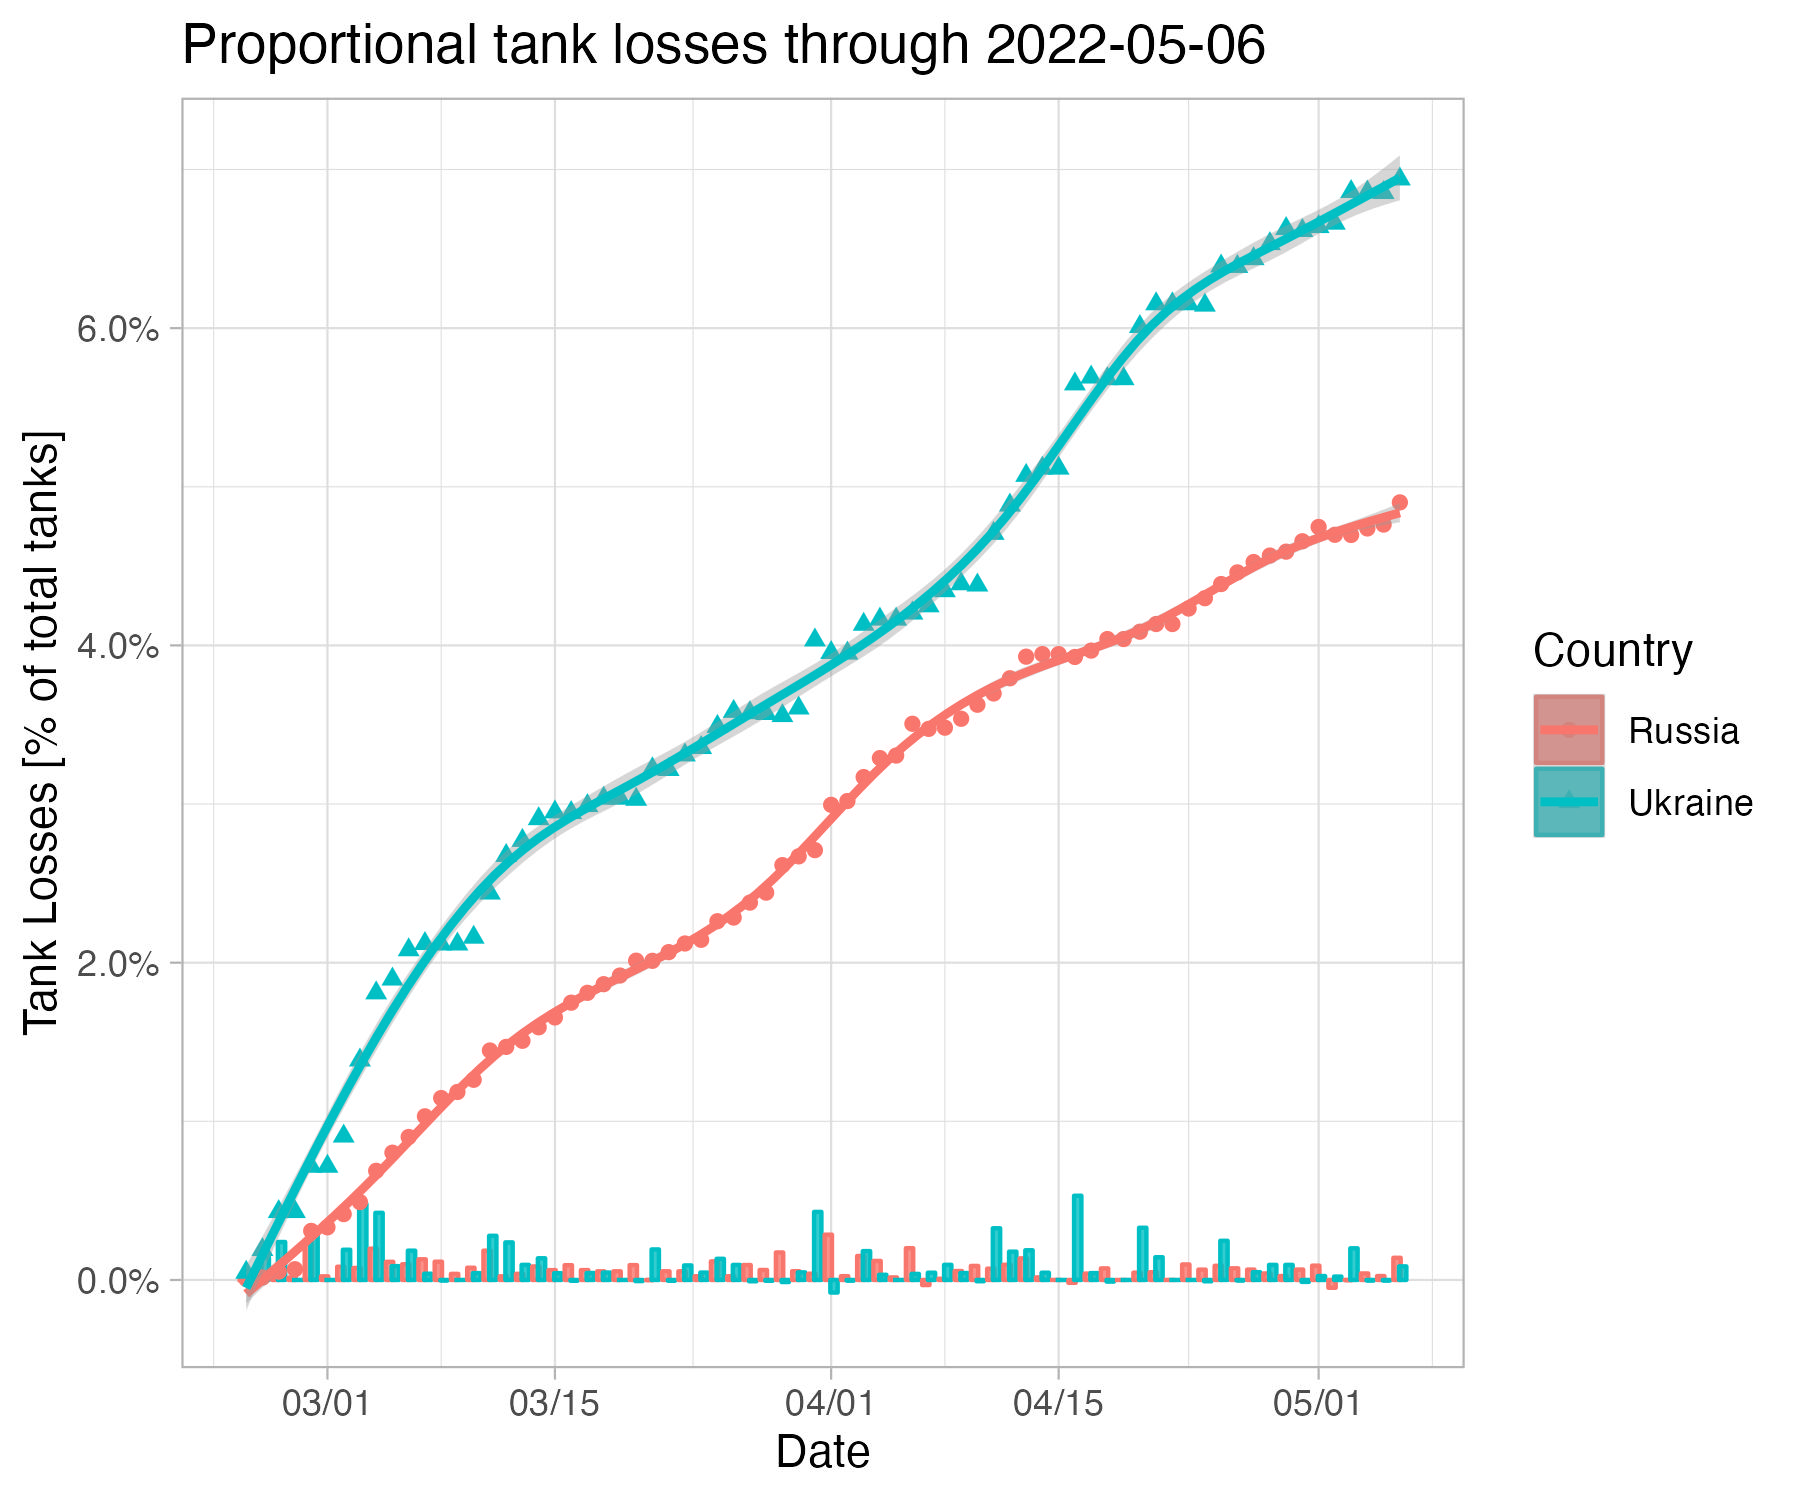 Proportional tank losses through 2022-05-06
Tank Losses [% of total tanks]
6.0%
4.0%
2.0%
0.0%
03/01
03/15
04/01
04/15
05/01
Date
Country
Russia
Ukraine